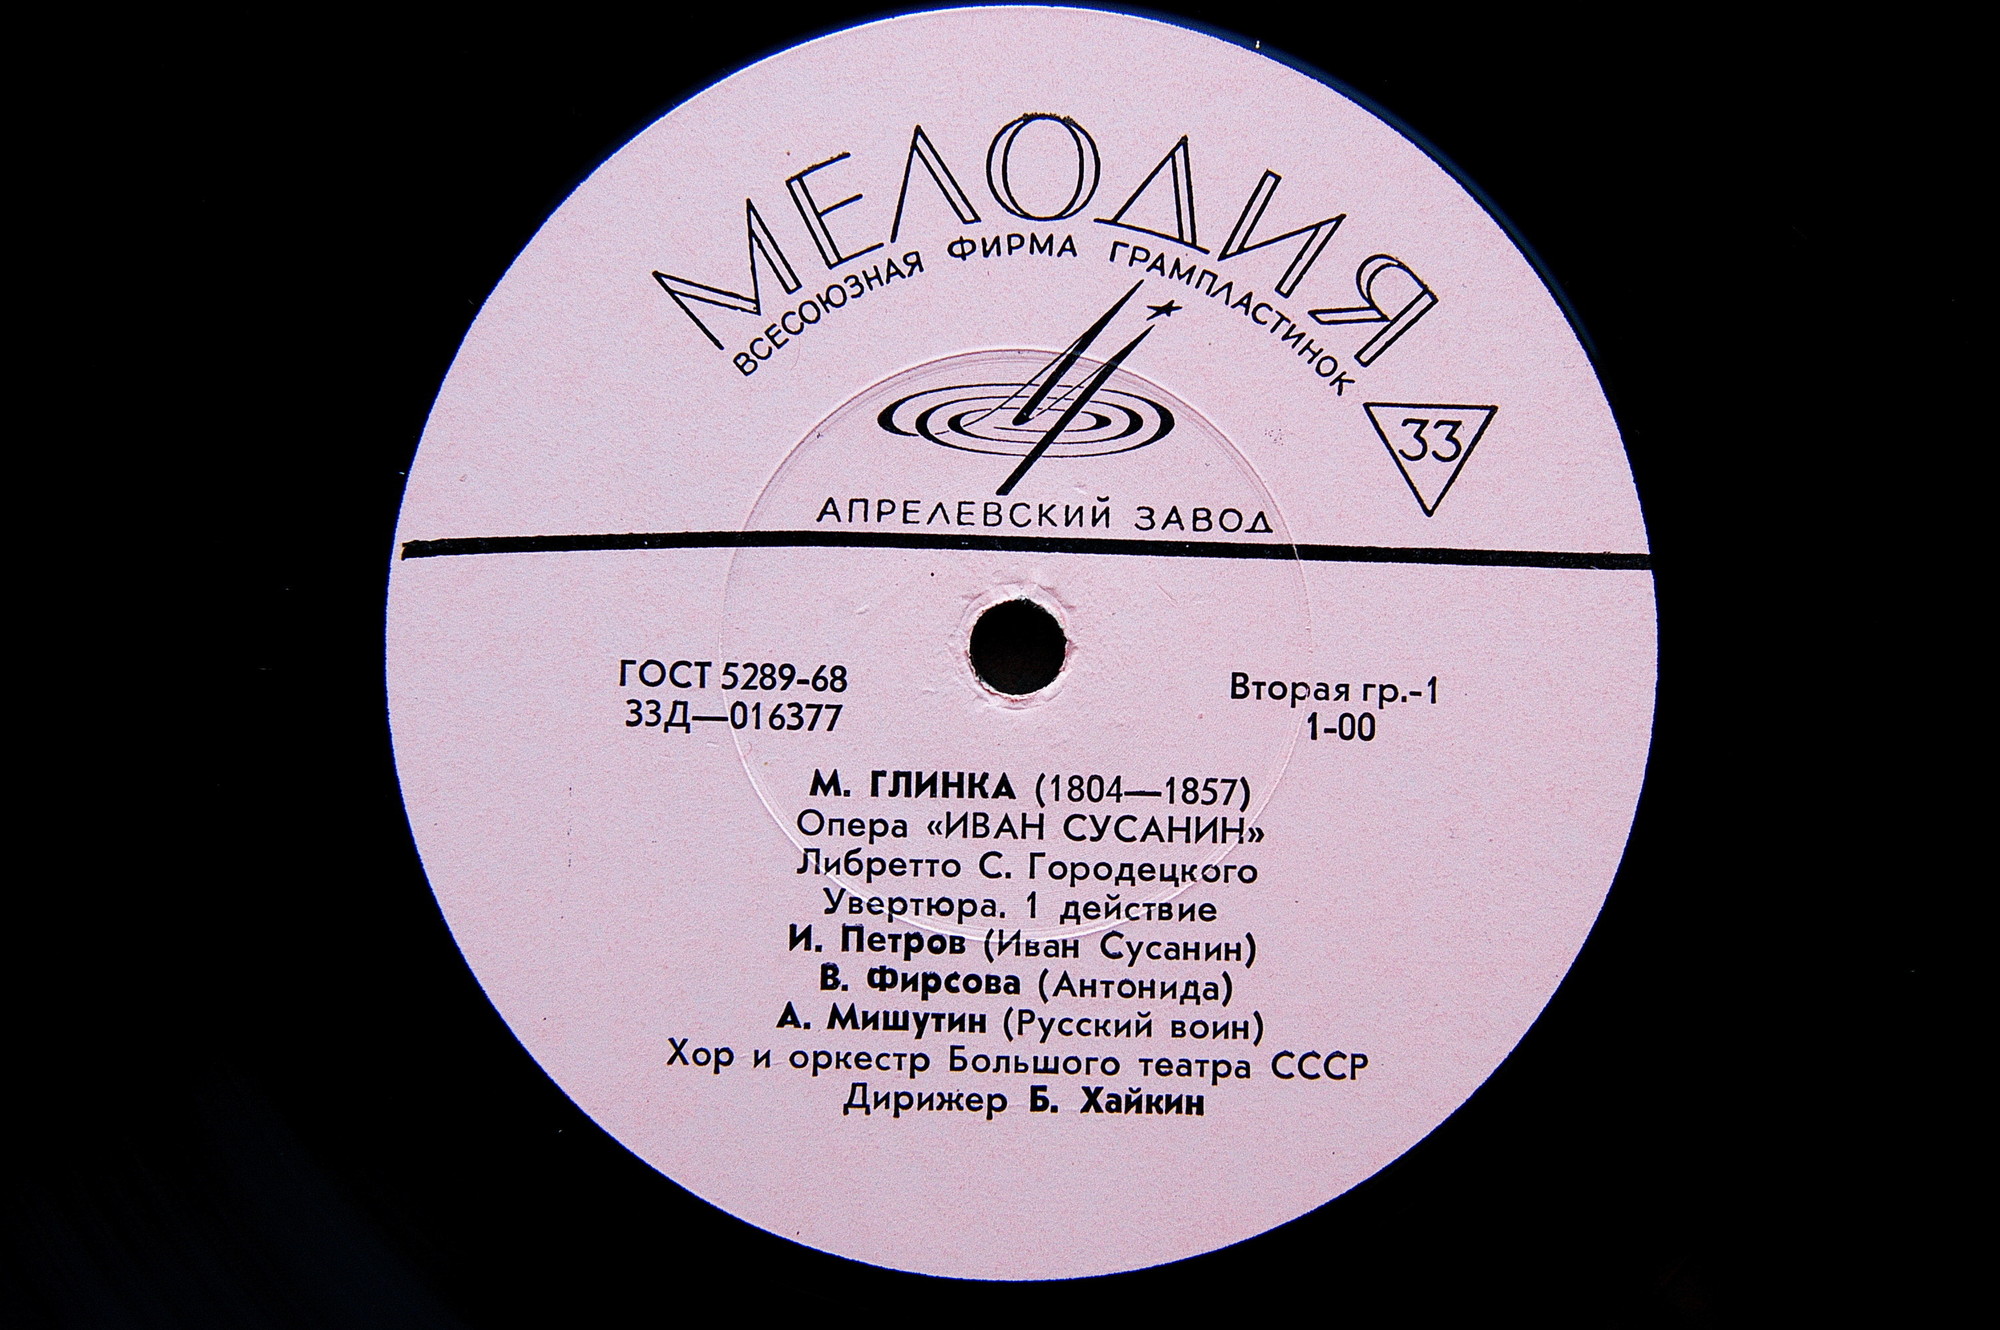 МЕЛОДИЯ
ВСЕСОЮЗНАЯ ФИРМА ГРАМПЛАСТИНОК
33
АПРЕЛЕВСКИЙ ЗАВОД
ГОСТ 5289-68
33Д—016377
Вторая гр.-1
1-00
М. ГЛИНКА (1804—1857)
Опера «ИВАН СУСАНИН»
Либретто С. Городецкого
Увертюра. 1 действие
И. Петров (Иван Сусанин)
В. Фирсова (Антонида)
А. Мишутин (Русский воин)
Хор и оркестр Большого театра СССР
Дирижер Б. Хайкин